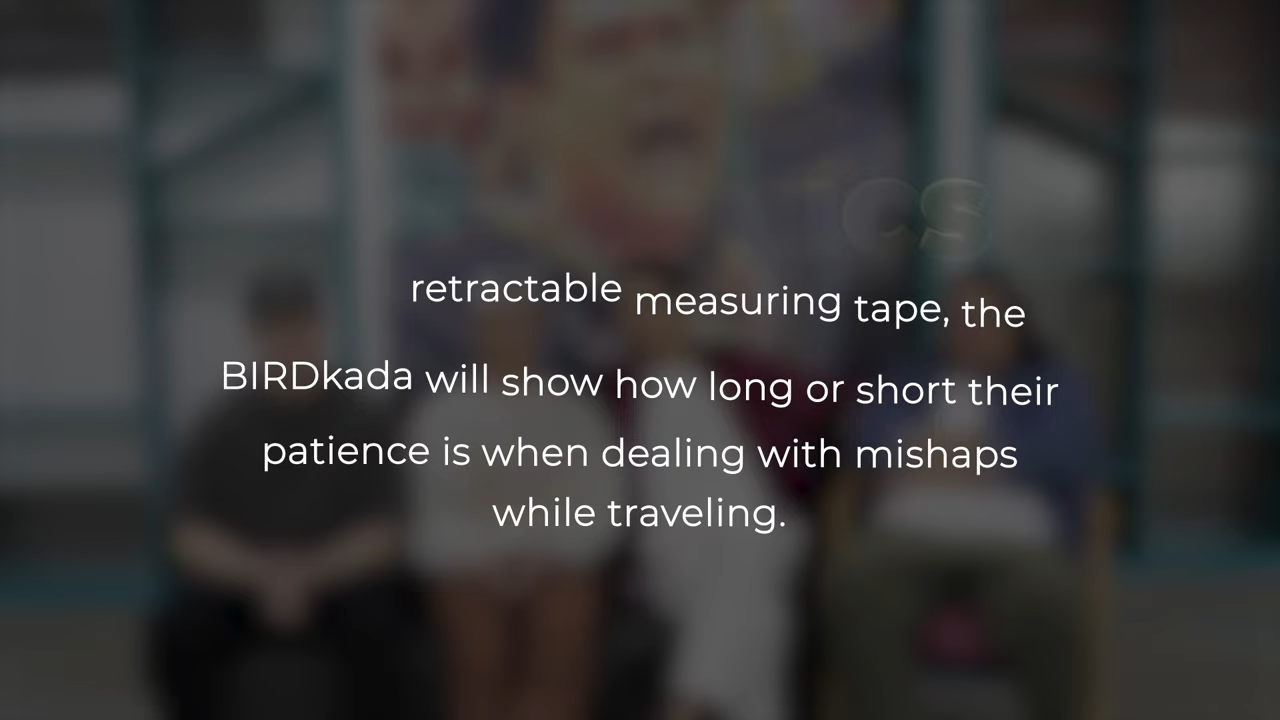 cs
retractable measuring tape, the
BIRDkada will show how long or short their
patience is when dealing with mishaps
while traveling.